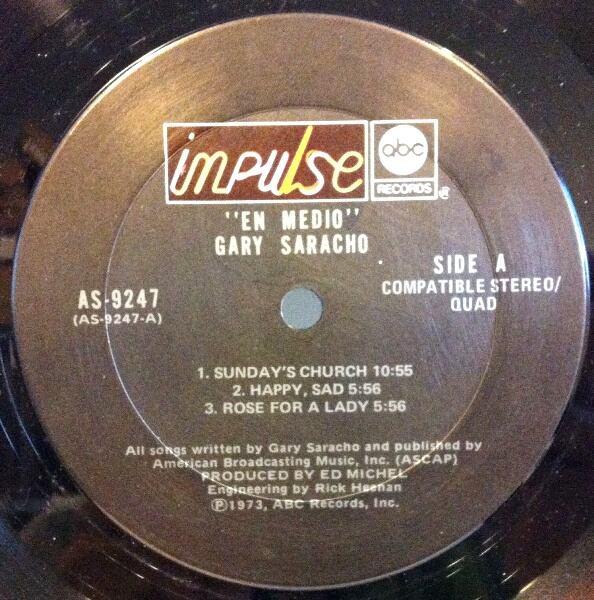 impulse
abc
RECORDS
"EN MEDIO"
GARY SARACHO
SIDE A
COMPATIBLE STEREO/
QUAD
AS-9247
(AS-9247-A)
1. SUNDAY'S CHURCH 10:55
2. HAPPY, SAD 5:56
3. ROSE FOR A LADY 5:56
All songs written by Gary Saracho and published by
American Broadcasting Music, Inc. (ASCAP)
PRODUCED BY ED MICHEL
Engineering by Rick Heenan
℗1973, ABC Records, Inc.